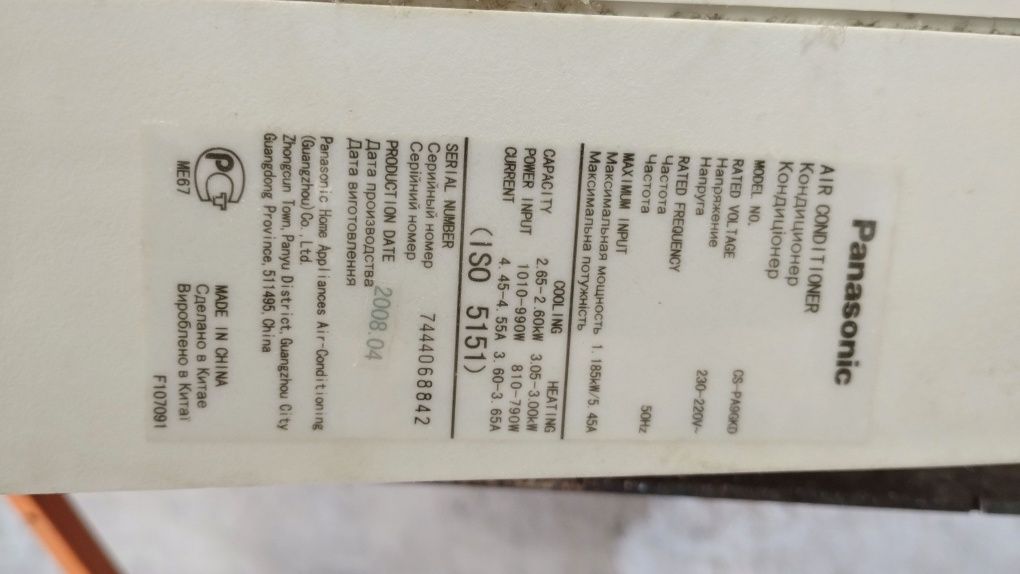 Panasonic
AIR CONDITIONER
Кондиционер
Кондиціонер
MODEL NO. CS-PA9GKD
RATED VOLTAGE
Напряжение 230-220V~
Напруга
RATED FREQUENCY
Частота 50Hz
Частота
MAXIMUM INPUT
Максимальная мощность 1.185kW/5.45A
Максимальна потужність
COOLING HEATING
CAPACITY 2.65-2.60kW 3.05-3.00kW
POWER INPUT 1010-990W 810-790W
CURRENT 4.45-4.55A 3.60-3.65A
(ISO 5151)
SERIAL NUMBER
Серийный номер 7444068842
Серійний номер
PRODUCTION DATE
Дата производства 2008.04
Дата виготовлення
Panasonic Home Appliances Air-Conditioning
(Guangzhou) Co., Ltd.
Zhongcun Town, Panyu District, Guangzhou City
Guangdong Province, 511495, China
РСТ
ME67
MADE IN CHINA
Сделано в Китае
Вироблено в Китаї
F107091